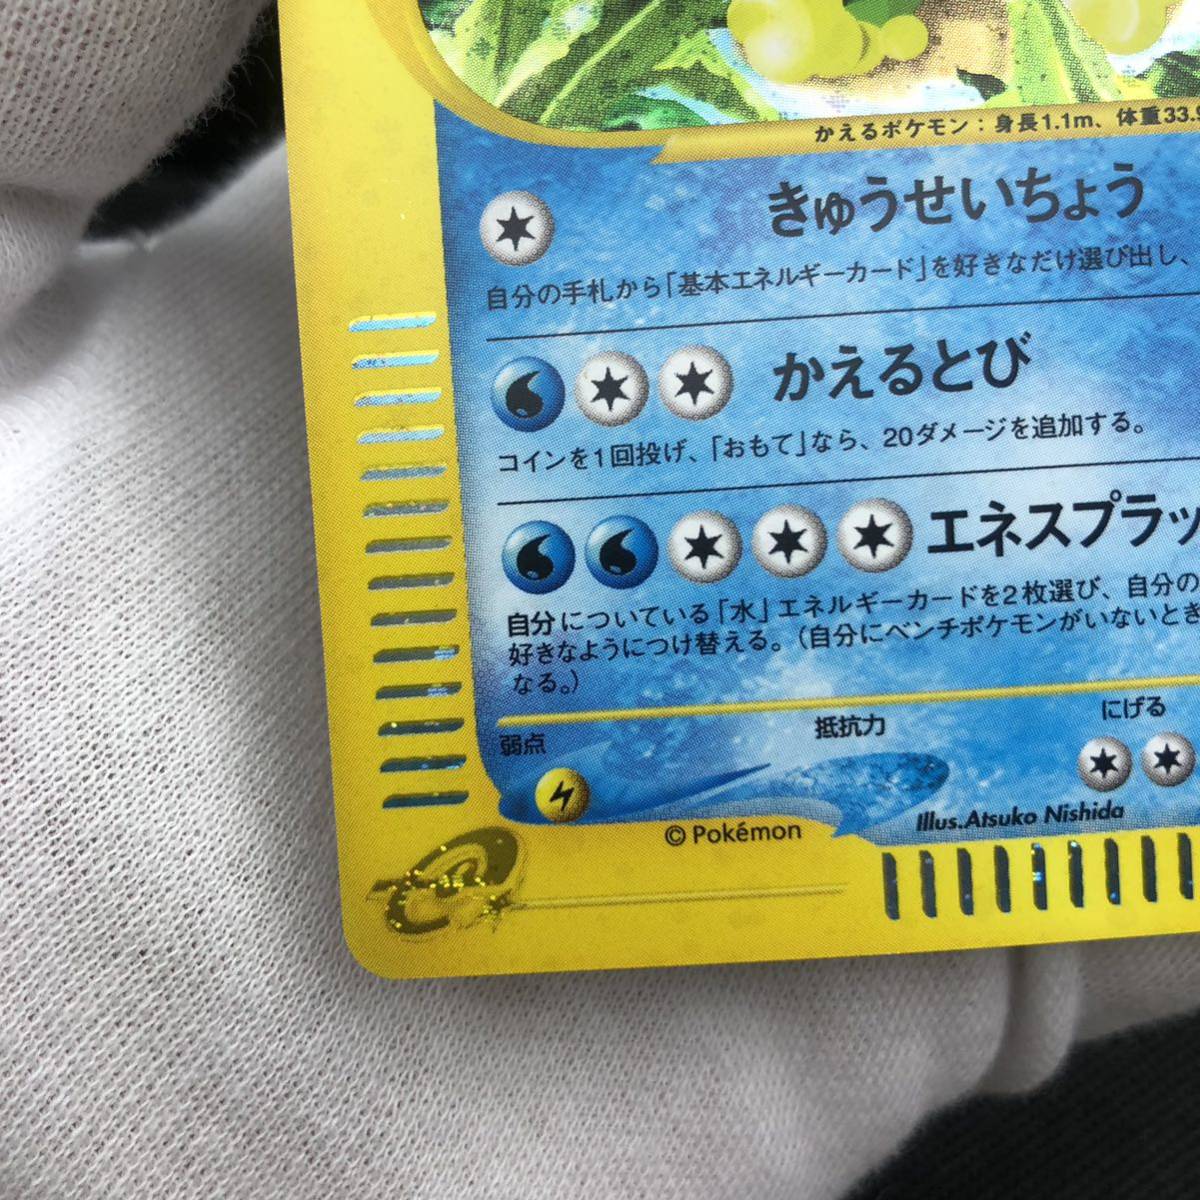 かえるポケモン：身長1.1m、体重33.9
きゅうせいちょう
自分の手札から「基本エネルギーカード」を好きなだけ選び出し、
かえるとび
コインを1回投げ、「おもて」なら、20ダメージを追加する。
エネスプラッ
自分についている「水」エネルギーカードを2枚選び、自分の
好きなようにつけ替える。（自分にベンチポケモンがいないとき
なる。）
弱点 抵抗力 にげる
Illus.Atsuko Nishida
© Pokémon